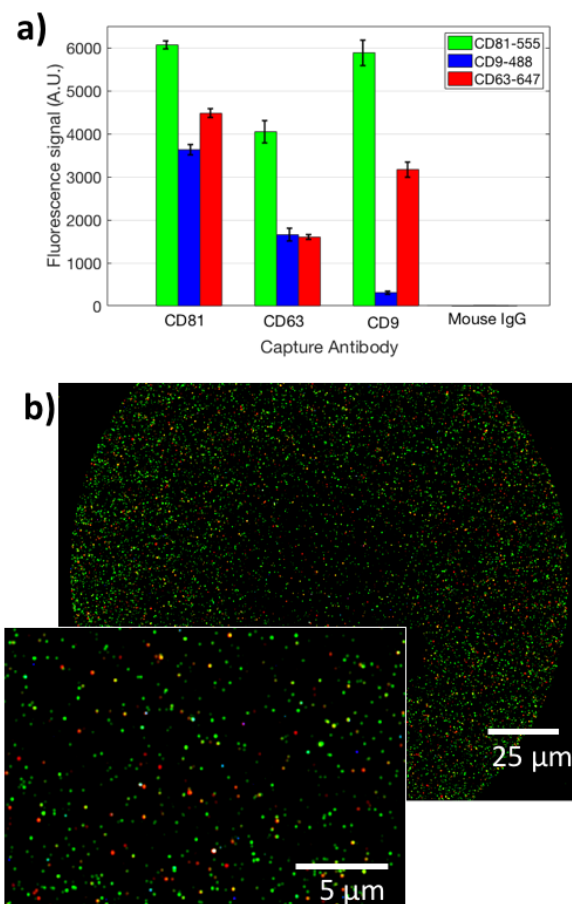 a)
Fluorescence signal (A.U.)
6000
5000
4000
3000
2000
1000
0
CD81-555
CD9-488
CD63-647
CD81 CD63 CD9 Mouse IgG
Capture Antibody
b)
25 μm
5 μm